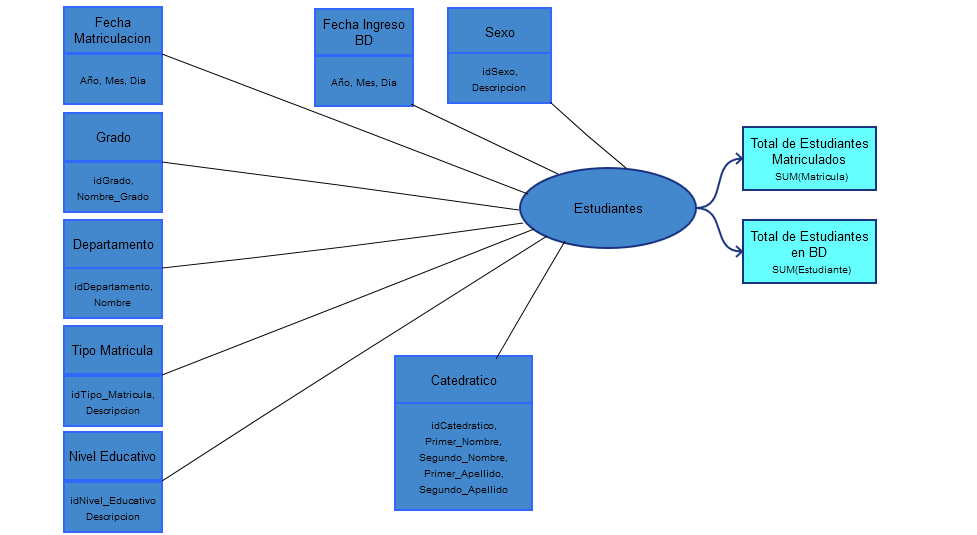 Fecha
Matriculacion
Año, Mes, Dia
Fecha Ingreso
BD
Año, Mes, Dia
Sexo
idSexo,
Descripcion
Grado
idGrado,
Nombre_Grado
Departamento
idDepartamento,
Nombre
Tipo Matricula
idTipo_Matricula,
Descripcion
Nivel Educativo
idNivel_Educativo
Descripcion
Catedratico
idCatedratico,
Primer_Nombre,
Segundo_Nombre,
Primer_Apellido,
Segundo_Apellido
Estudiantes
Total de Estudiantes
Matriculados
SUM(Matricula)
Total de Estudiantes
en BD
SUM(Estudiante)